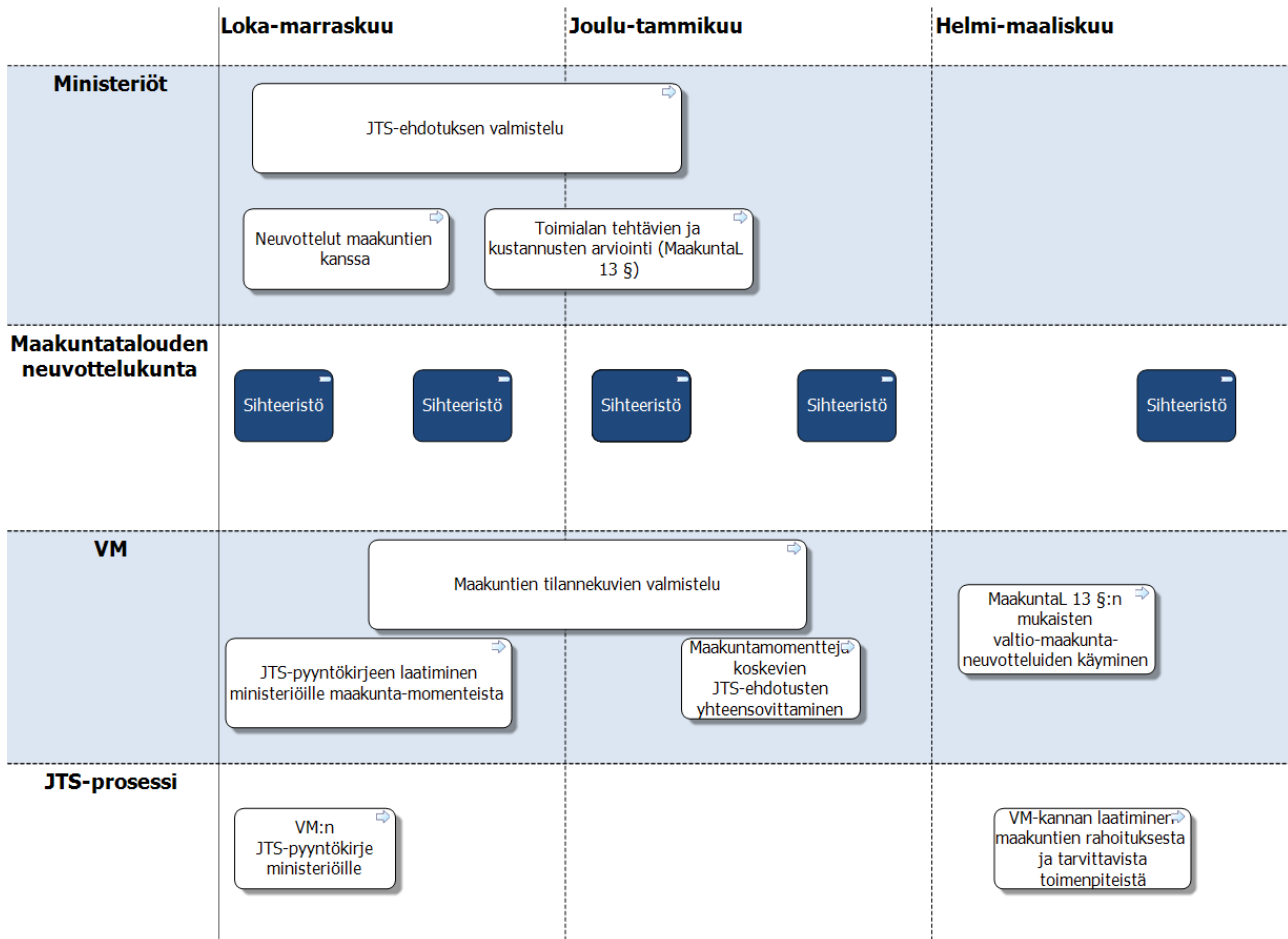 Loka-marraskuu
Joulu-tammikuu
Helmi-maaliskuu
Ministeriöt
JTS-ehdotuksen valmistelu
Neuvottelut maakuntien
kanssa
Toimialan tehtävien ja
kustannusten arviointi (MaakuntaL
13 §)
Maakuntatalouden
neuvottelukunta
Sihteeristö
Sihteeristö
Sihteeristö
Sihteeristö
Sihteeristö
VM
Maakuntien tilannekuvien valmistelu
JTS-pyyntökirjeen laatiminen
ministeriöille maakunta-momenteista
Maakuntamomentteja
koskevien
JTS-ehdotusten
yhteensovittaminen
MaakuntaL 13 §:n
mukaisten
valtio-maakunta-
neuvotteluiden käyminen
JTS-prosessi
VM:n
JTS-pyyntökirje
ministeriöille
VM-kannan laatiminen
maakuntien rahoituksesta
ja tarvittavista
toimenpiteistä